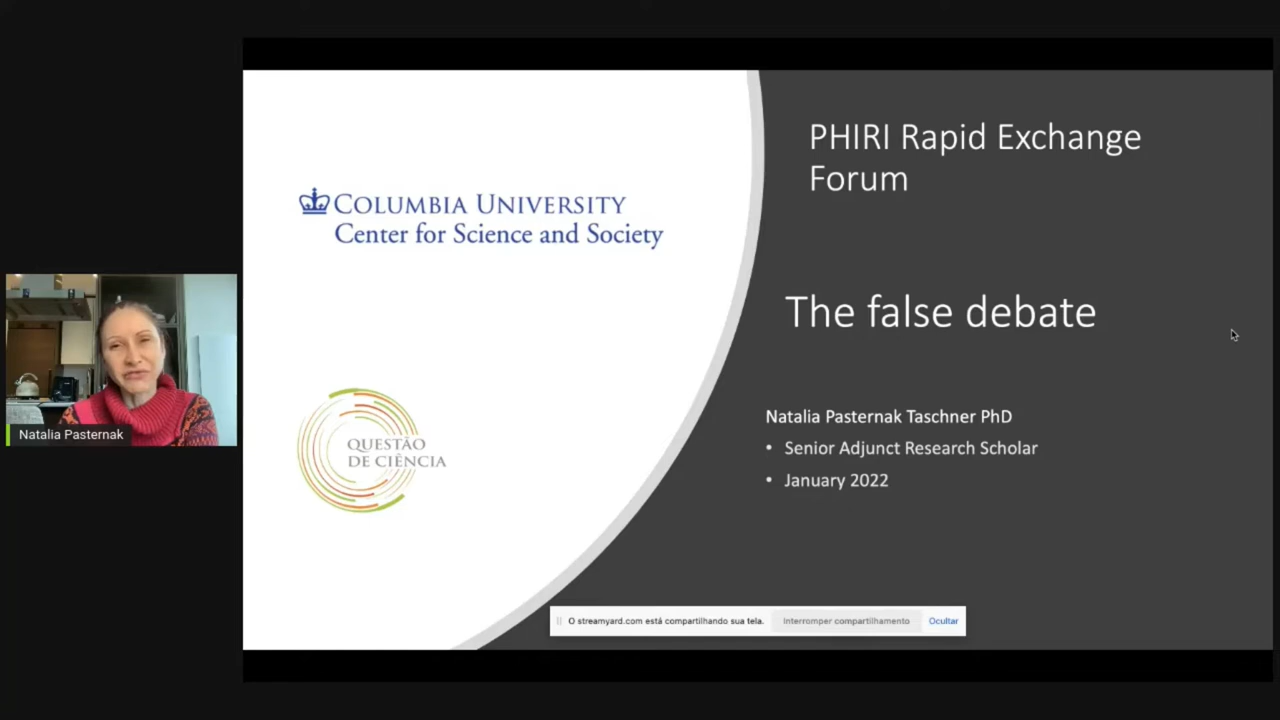 PHIRI Rapid Exchange
Forum
COLUMBIA UNIVERSITY
Center for Science and Society
The false debate
QUESTÃO
DE CIÊNCIA
Natalia Pasternak Taschner PhD
• Senior Adjunct Research Scholar
• January 2022
Natalia Pasternak
O streamyard.com está compartilhando sua tela.
Interromper compartilhamento
Ocultar